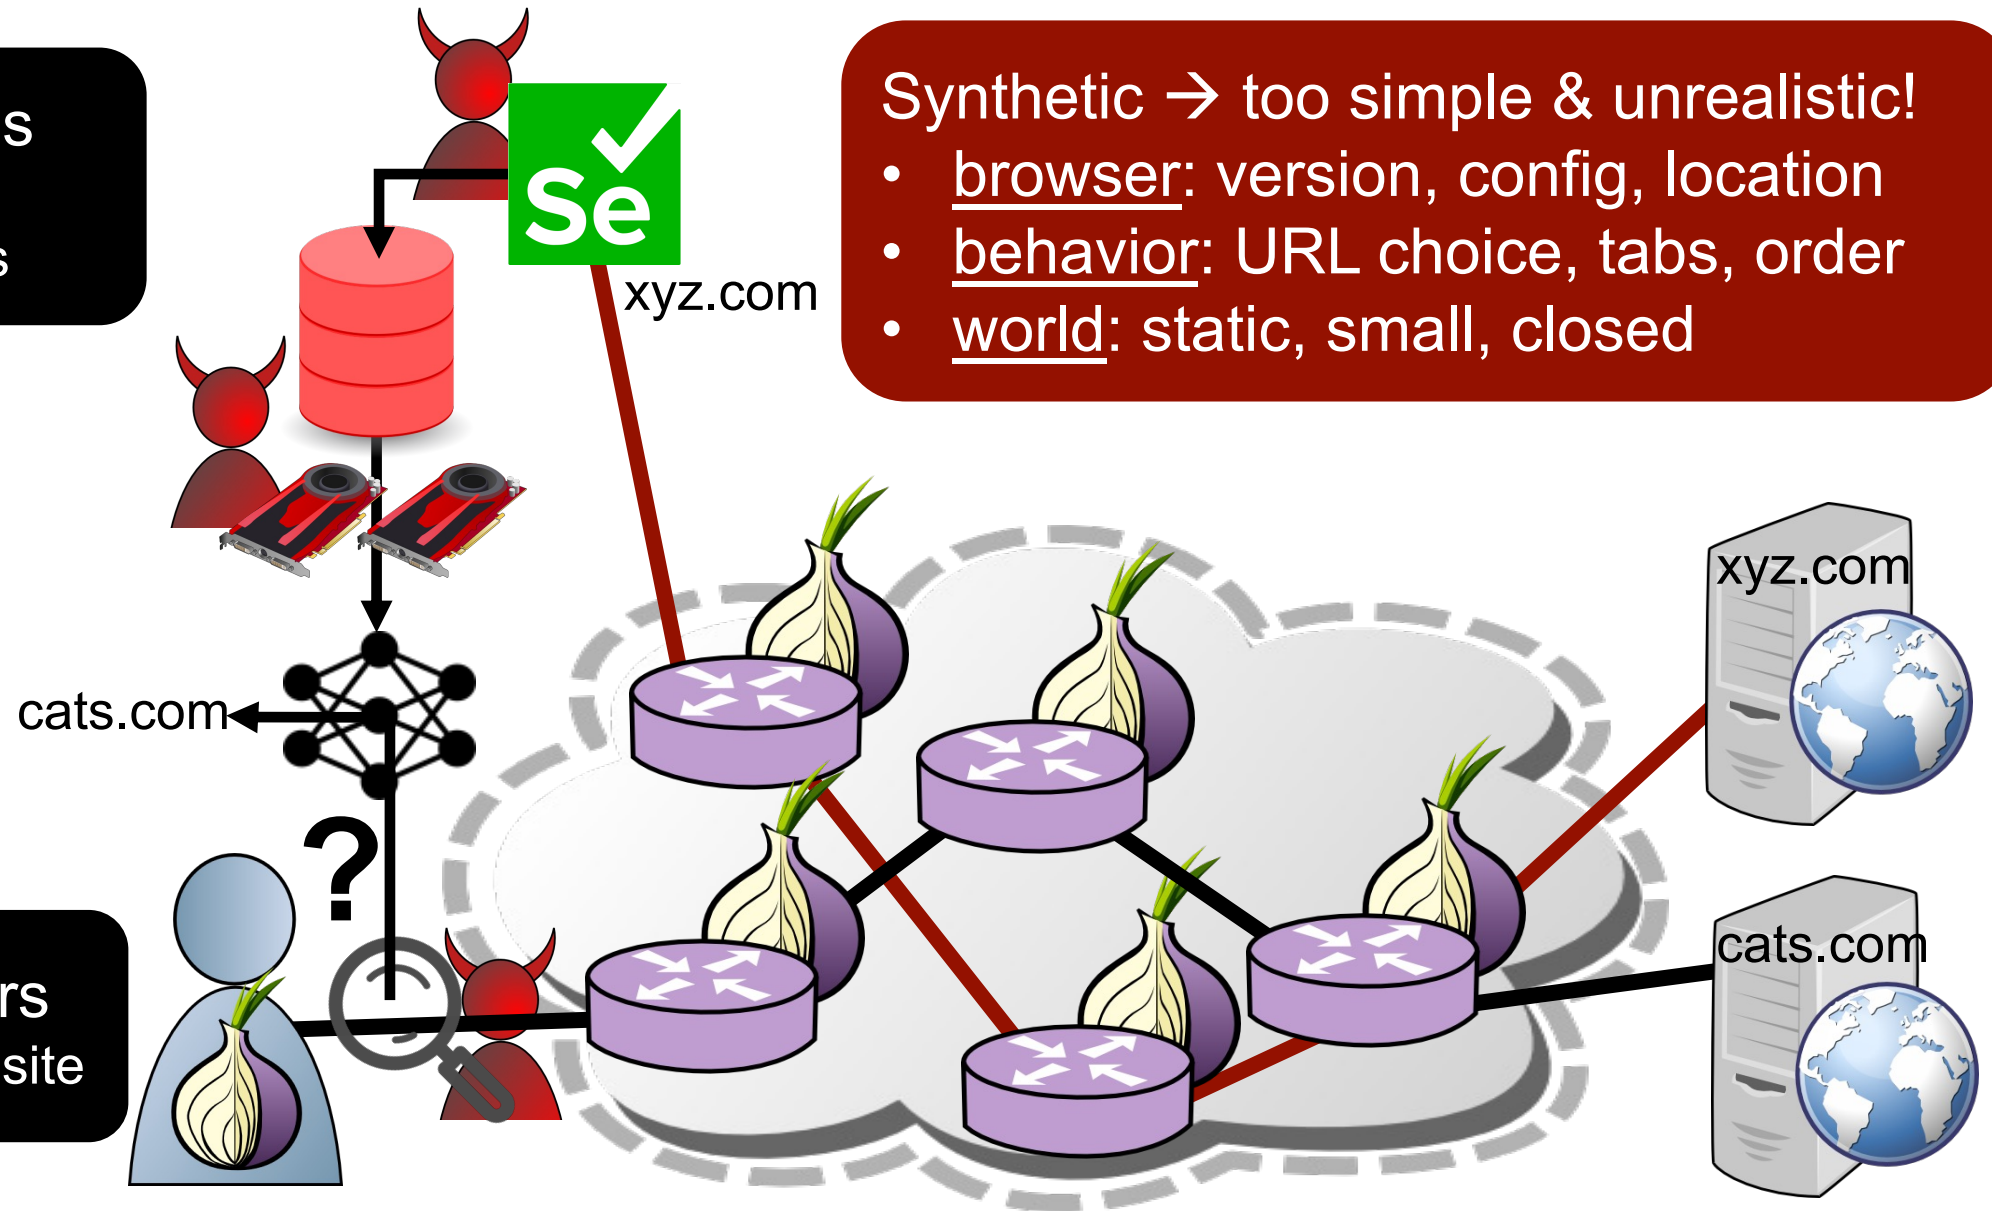 s
s
Se
xyz.com
Synthetic → too simple & unrealistic!
• browser: version, config, location
• behavior: URL choice, tabs, order
• world: static, small, closed
xyz.com
cats.com
?
cats.com
rs
site